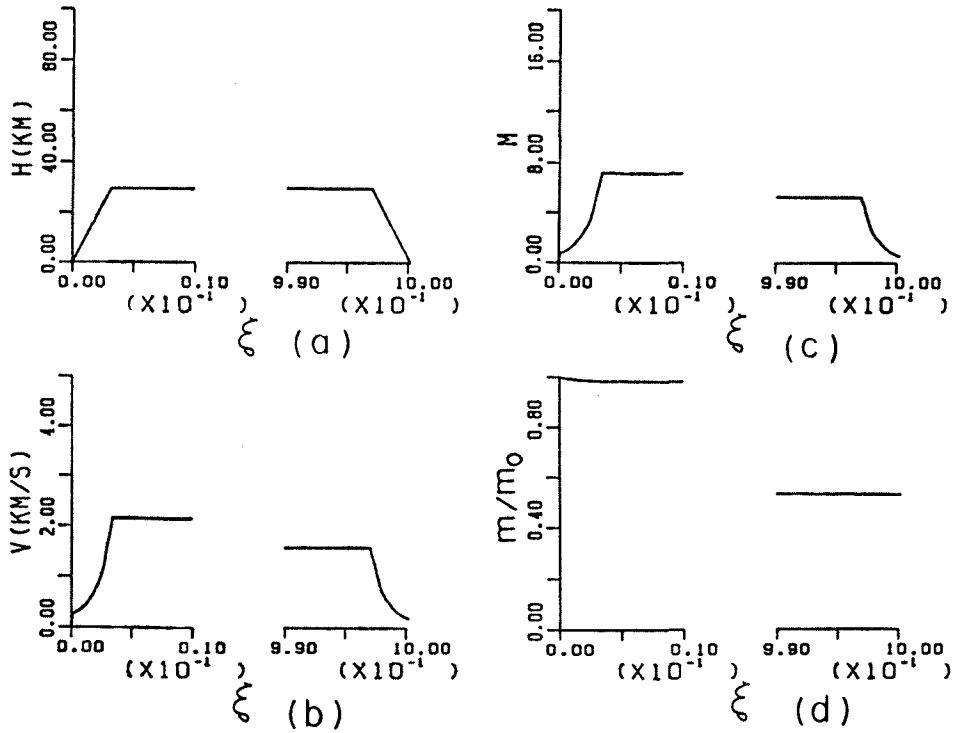 H(KM)
80.00
40.00
0.00
0.00 0.10 9.90 10.00
(X10⁻¹) (X10⁻¹)
ξ (a)
M
16.00
8.00
0.00
0.00 0.10 9.90 10.00
(X10⁻¹) (X10⁻¹)
ξ (c)
V(KM/S)
4.00
2.00
0.00
0.00 0.10 9.90 10.00
(X10⁻¹) (X10⁻¹)
ξ (b)
m/m₀
0.80
0.40
0.00
0.00 0.10 9.90 10.00
(X10⁻¹) (X10⁻¹)
ξ (d)